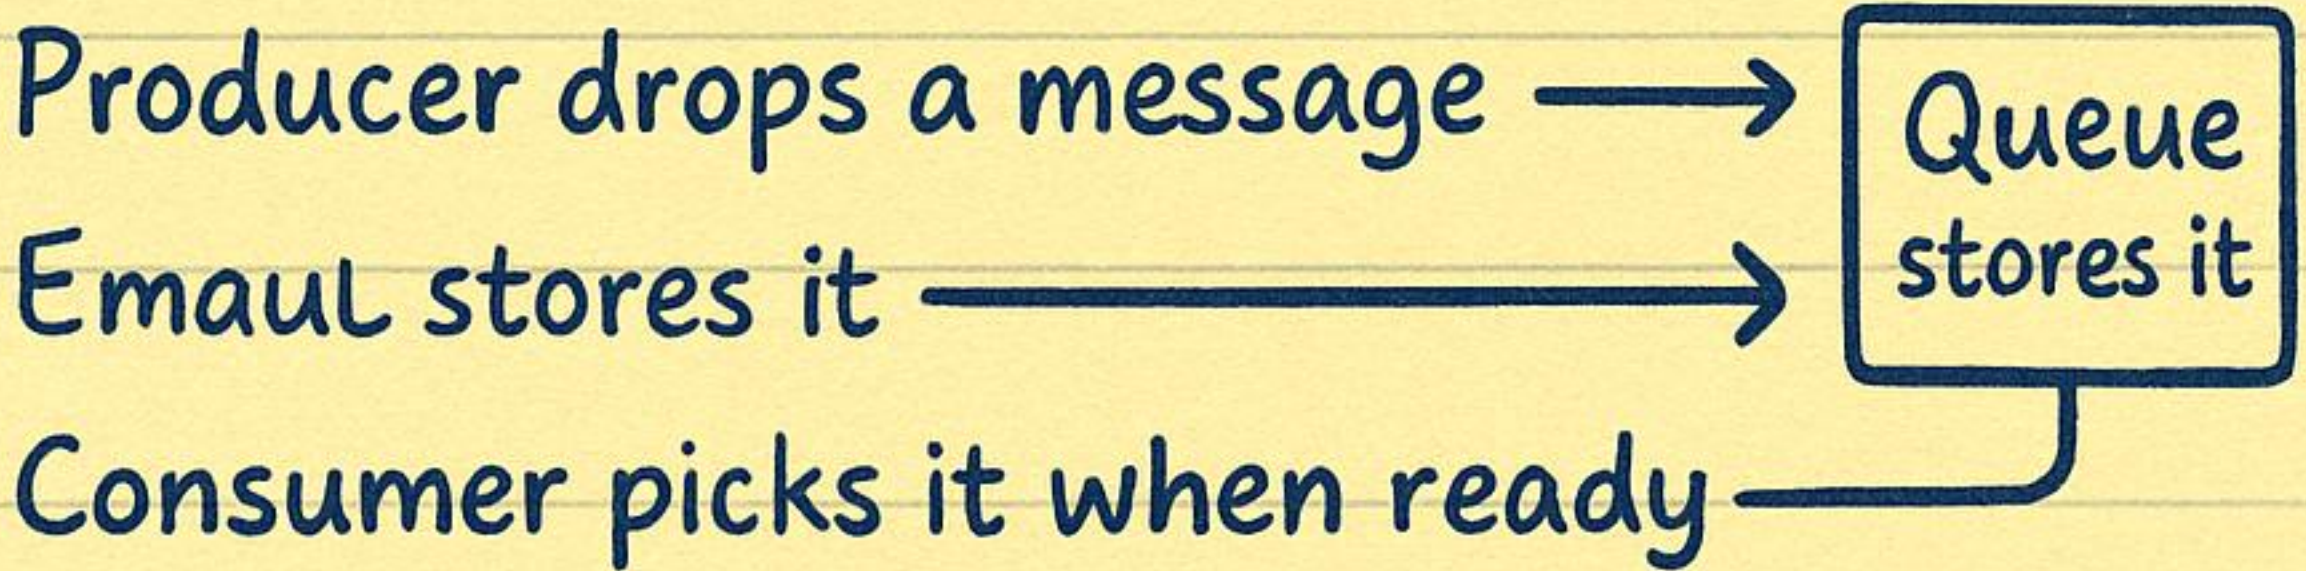 Producer drops a message
Emaul stores it
Consumer picks it when ready
Queue
stores it